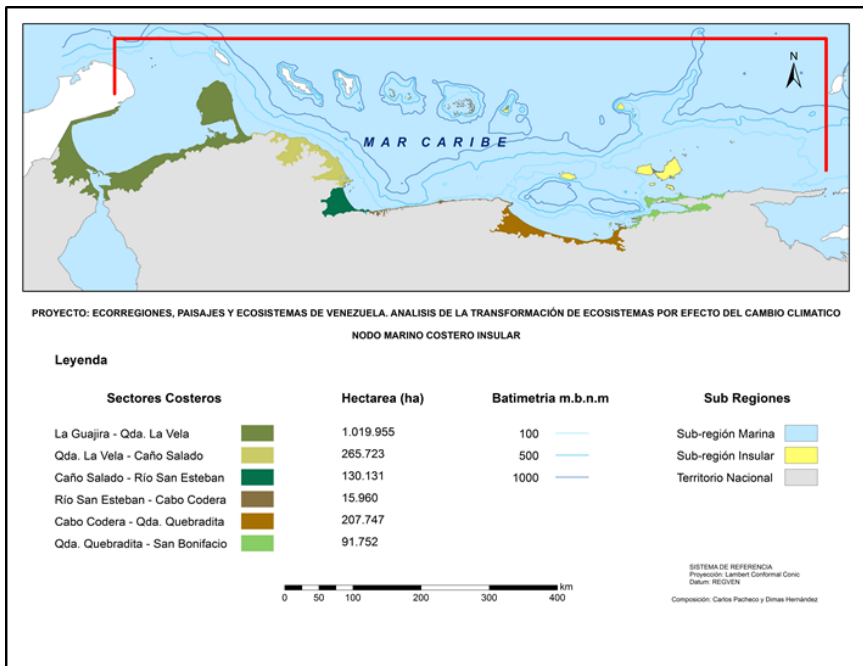 N
MAR CARIBE
PROYECTO: ECORREGIONES, PAISAJES Y ECOSISTEMAS DE VENEZUELA. ANALISIS DE LA TRANSFORMACIÓN DE ECOSISTEMAS POR EFECTO DEL CAMBIO CLIMATICO
NODO MARINO COSTERO INSULAR
Leyenda
Sectores Costeros Hectarea (ha) Batimetria m.b.n.m Sub Regiones
La Guajira - Qda. La Vela 1.019.955 100 Sub-región Marina
Qda. La Vela - Caño Salado 265.723 500 Sub-región Insular
Caño Salado - Río San Esteban 130.131 1000 Territorio Nacional
Río San Esteban - Cabo Codera 15.960
Cabo Codera - Qda. Quebradita 207.747
Qda. Quebradita - San Bonifacio 91.752
km
0 50 100 200 300 400
SISTEMA DE REFERENCIA
Proyección: Lambert Conformal Conic
Datum: REGVEN
Composición: Carlos Pacheco y Dimas Hernández